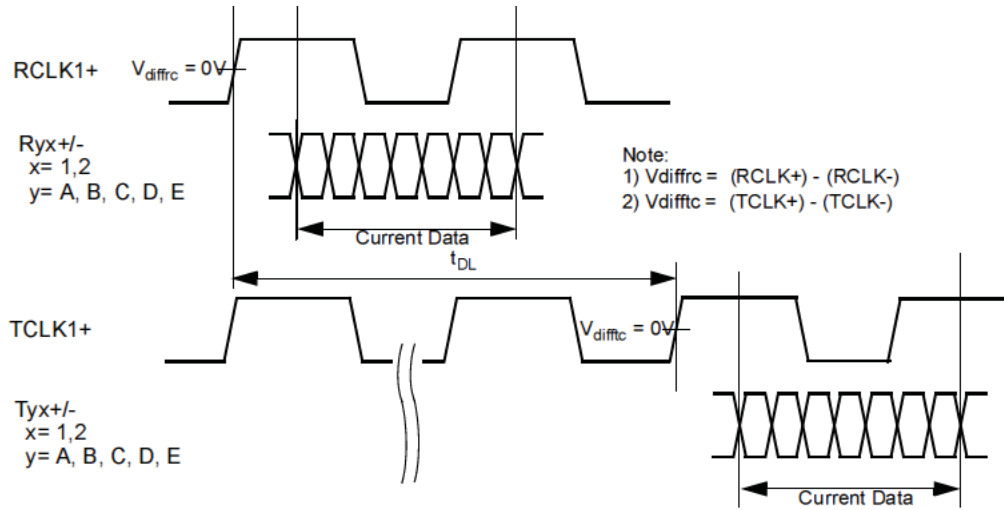 RCLK1+
Vdiffrc = 0V
Ryx+/-
x= 1,2
y= A, B, C, D, E
Note:
1) Vdiffrc = (RCLK+) - (RCLK-)
2) Vdifftc = (TCLK+) - (TCLK-)
Current Data
tDL
TCLK1+
Vdifftc = 0V
Tyx+/-
x= 1,2
y= A, B, C, D, E
Current Data